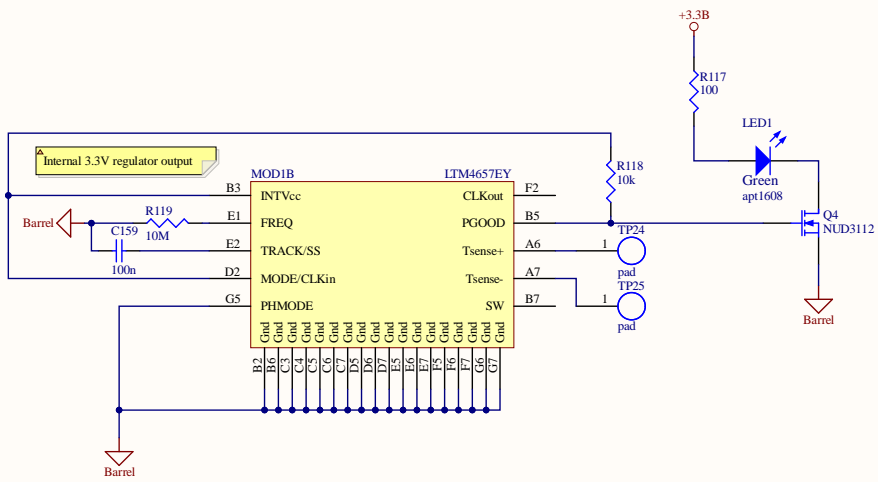 +3.3B
R117
100
LED1
Green
apt1608
Internal 3.3V regulator output
MOD1B
LTM4657EY
R118
10k
B3
INTVcc
CLKout
F2
Barrel
R119
10M
E1
FREQ
PGOOD
B5
Q4
NUD3112
C159
100n
E2
TRACK/SS
Tsense+
A6
1
TP24
pad
D2
MODE/CLKin
Tsense-
A7
TP25
1
pad
G5
PHMODE
SW
B7
Barrel
Gnd Gnd Gnd Gnd Gnd Gnd Gnd Gnd Gnd Gnd Gnd Gnd Gnd Gnd Gnd Gnd Gnd Gnd
B2 B6 C3 C4 C5 C6 C7 D5 D6 D7 E5 E6 E7 F5 F6 F7 G6 G7
Barrel